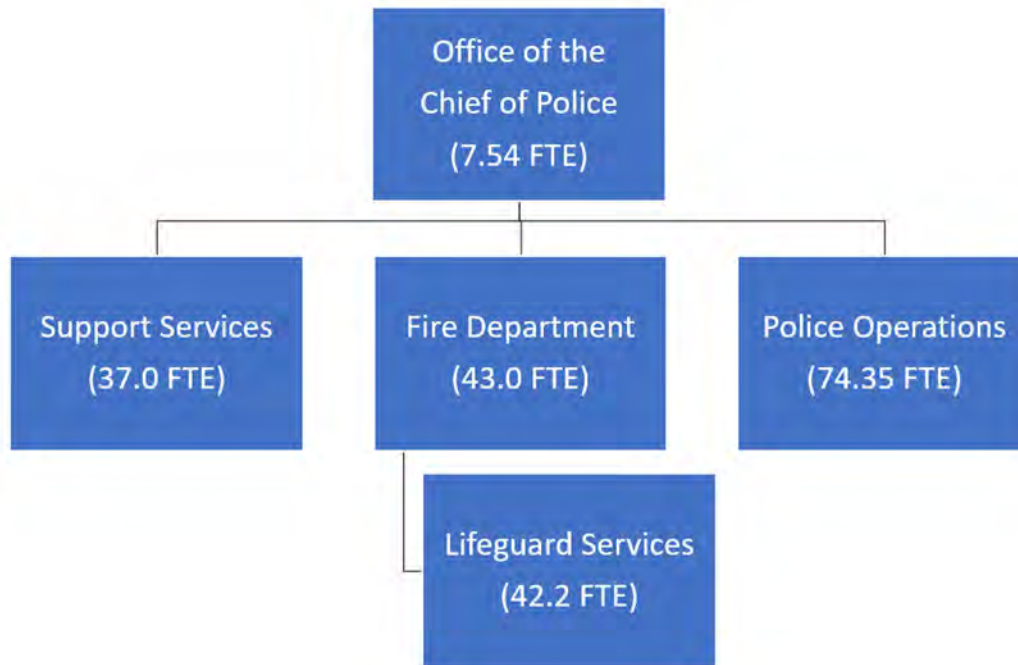 Office of the
Chief of Police
(7.54 FTE)
Support Services
(37.0 FTE)
Fire Department
(43.0 FTE)
Police Operations
(74.35 FTE)
Lifeguard Services
(42.2 FTE)